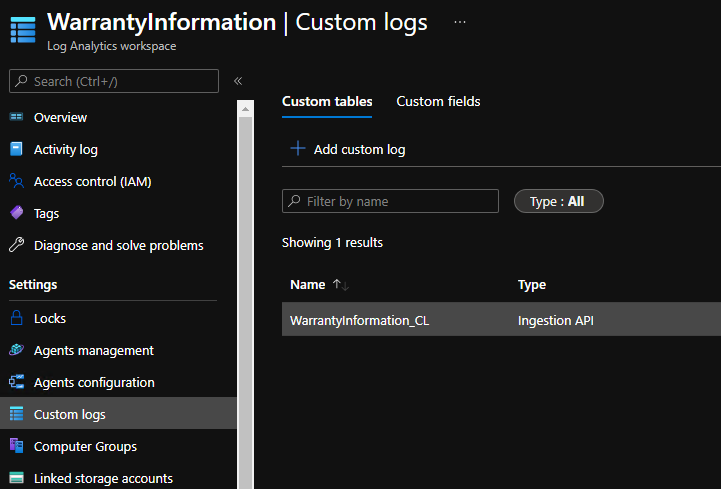 WarrantyInformation | Custom logs ...
Log Analytics workspace
Search (Ctrl+/)
«
Overview
Activity log
Access control (IAM)
Tags
Diagnose and solve problems
Settings
Locks
Agents management
Agents configuration
Custom logs
Computer Groups
Linked storage accounts
Custom tables Custom fields
Add custom log
Filter by name Type : All
Showing 1 results
Name ↑↓ Type
WarrantyInformation_CL Ingestion API